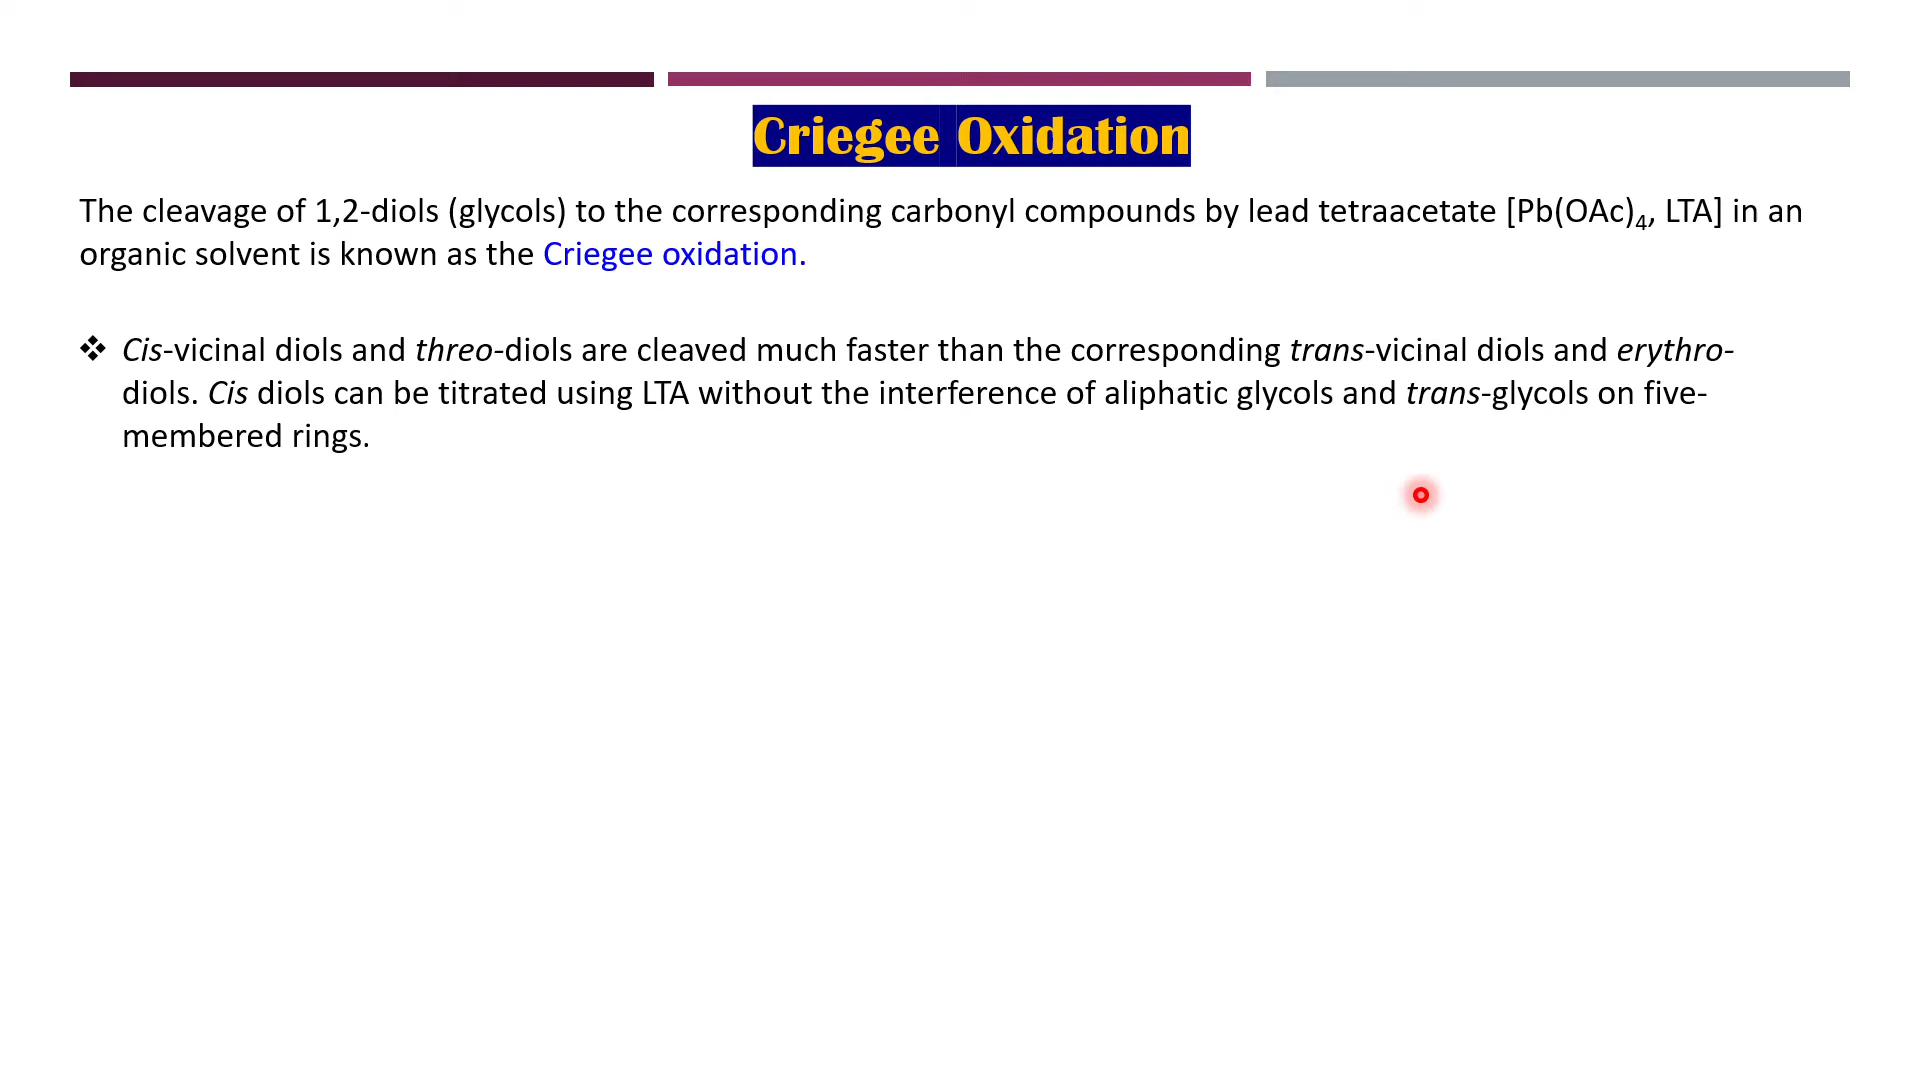 Criegee Oxidation
The cleavage of 1,2-diols (glycols) to the corresponding carbonyl compounds by lead tetraacetate [Pb(OAc)₄, LTA] in an
organic solvent is known as the Criegee oxidation.
❖ Cis-vicinal diols and threo-diols are cleaved much faster than the corresponding trans-vicinal diols and erythro-
diols. Cis diols can be titrated using LTA without the interference of aliphatic glycols and trans-glycols on five-
membered rings.